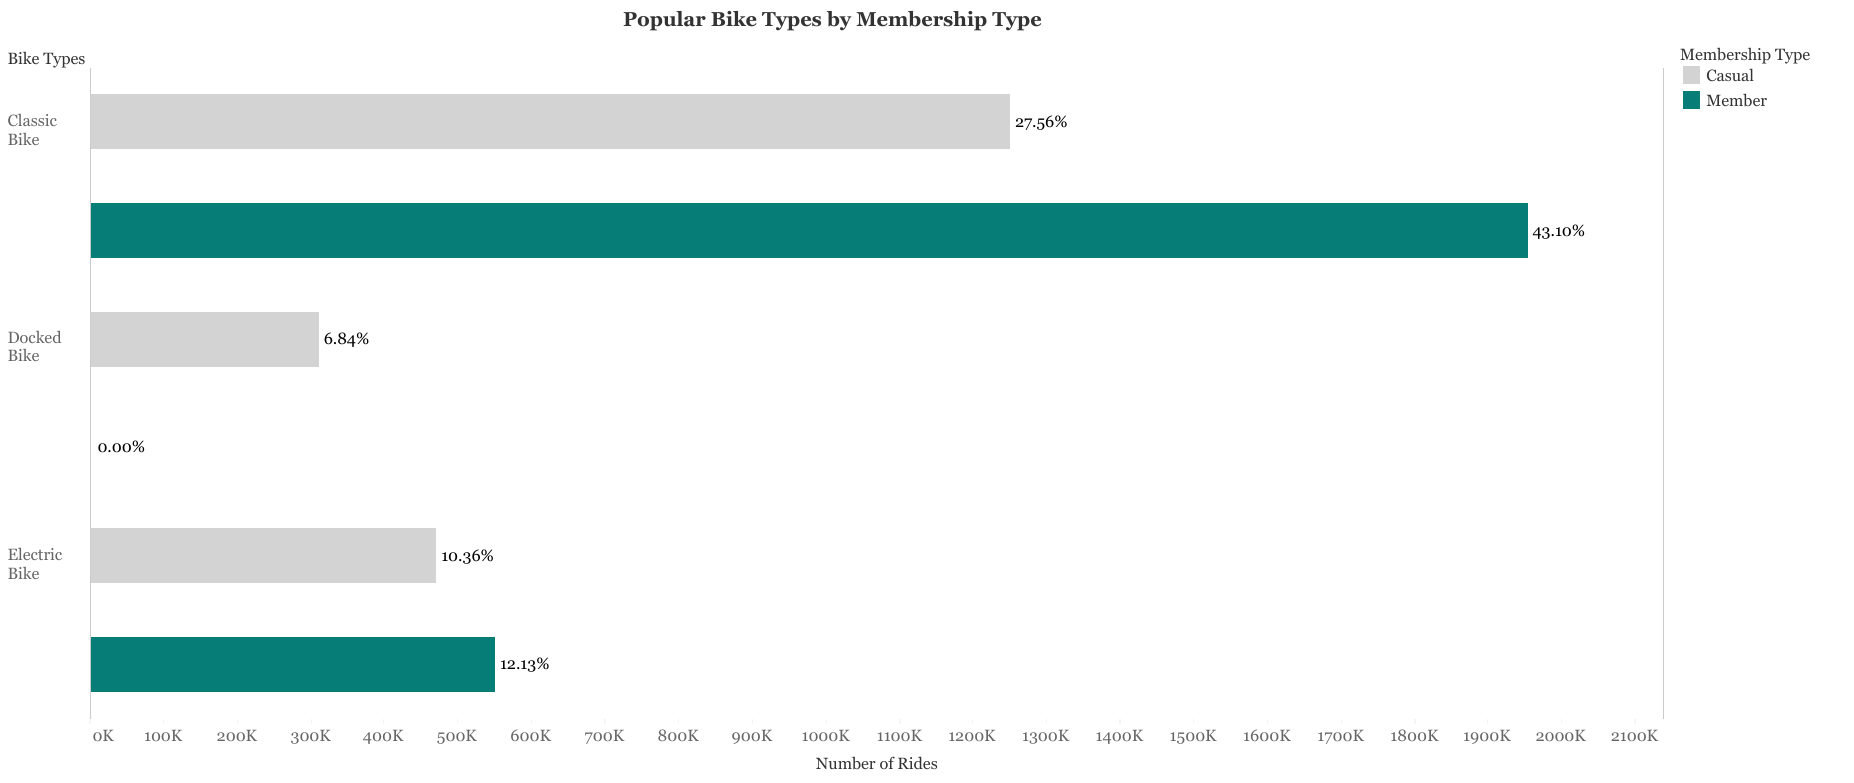 Popular Bike Types by Membership Type
Bike Types
Membership Type
Casual
Member
Classic
Bike
27.56%
43.10%
Docked
Bike
6.84%
0.00%
Electric
Bike
10.36%
12.13%
0K 100K 200K 300K 400K 500K 600K 700K 800K 900K 1000K 1100K 1200K 1300K 1400K 1500K 1600K 1700K 1800K 1900K 2000K 2100K
Number of Rides